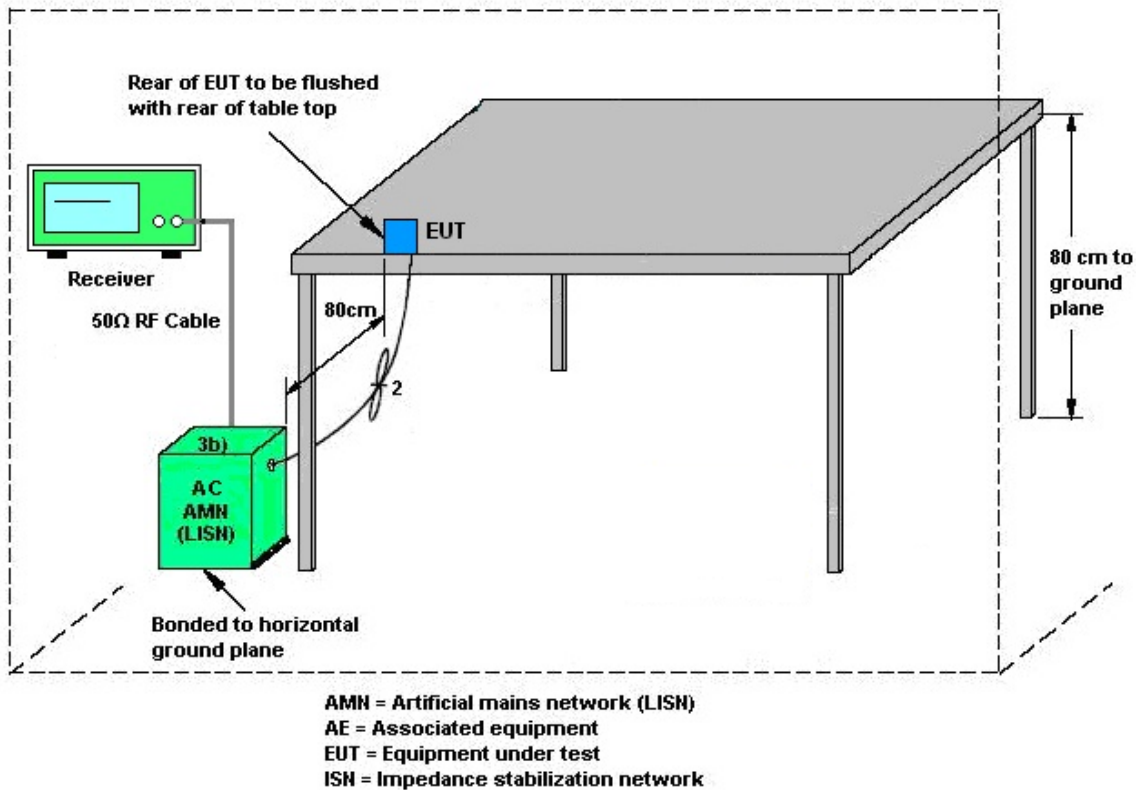 Rear of EUT to be flushed
with rear of table top
EUT
Receiver
50Ω RF Cable
80cm
80 cm to
ground
plane
2
3b)
AC
AMN
(LISN)
Bonded to horizontal
ground plane
AMN = Artificial mains network (LISN)
AE = Associated equipment
EUT = Equipment under test
ISN = Impedance stabilization network